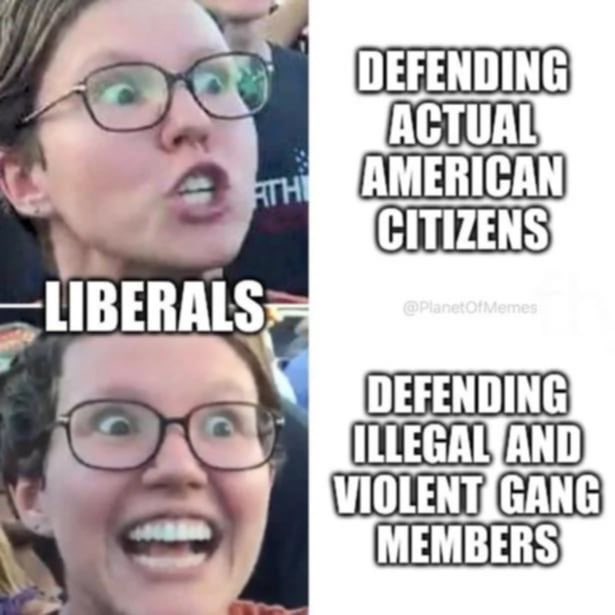 DEFENDING
ACTUAL
AMERICAN
CITIZENS
LIBERALS
@PlanetOfMemes
DEFENDING
ILLEGAL AND
VIOLENT GANG
MEMBERS